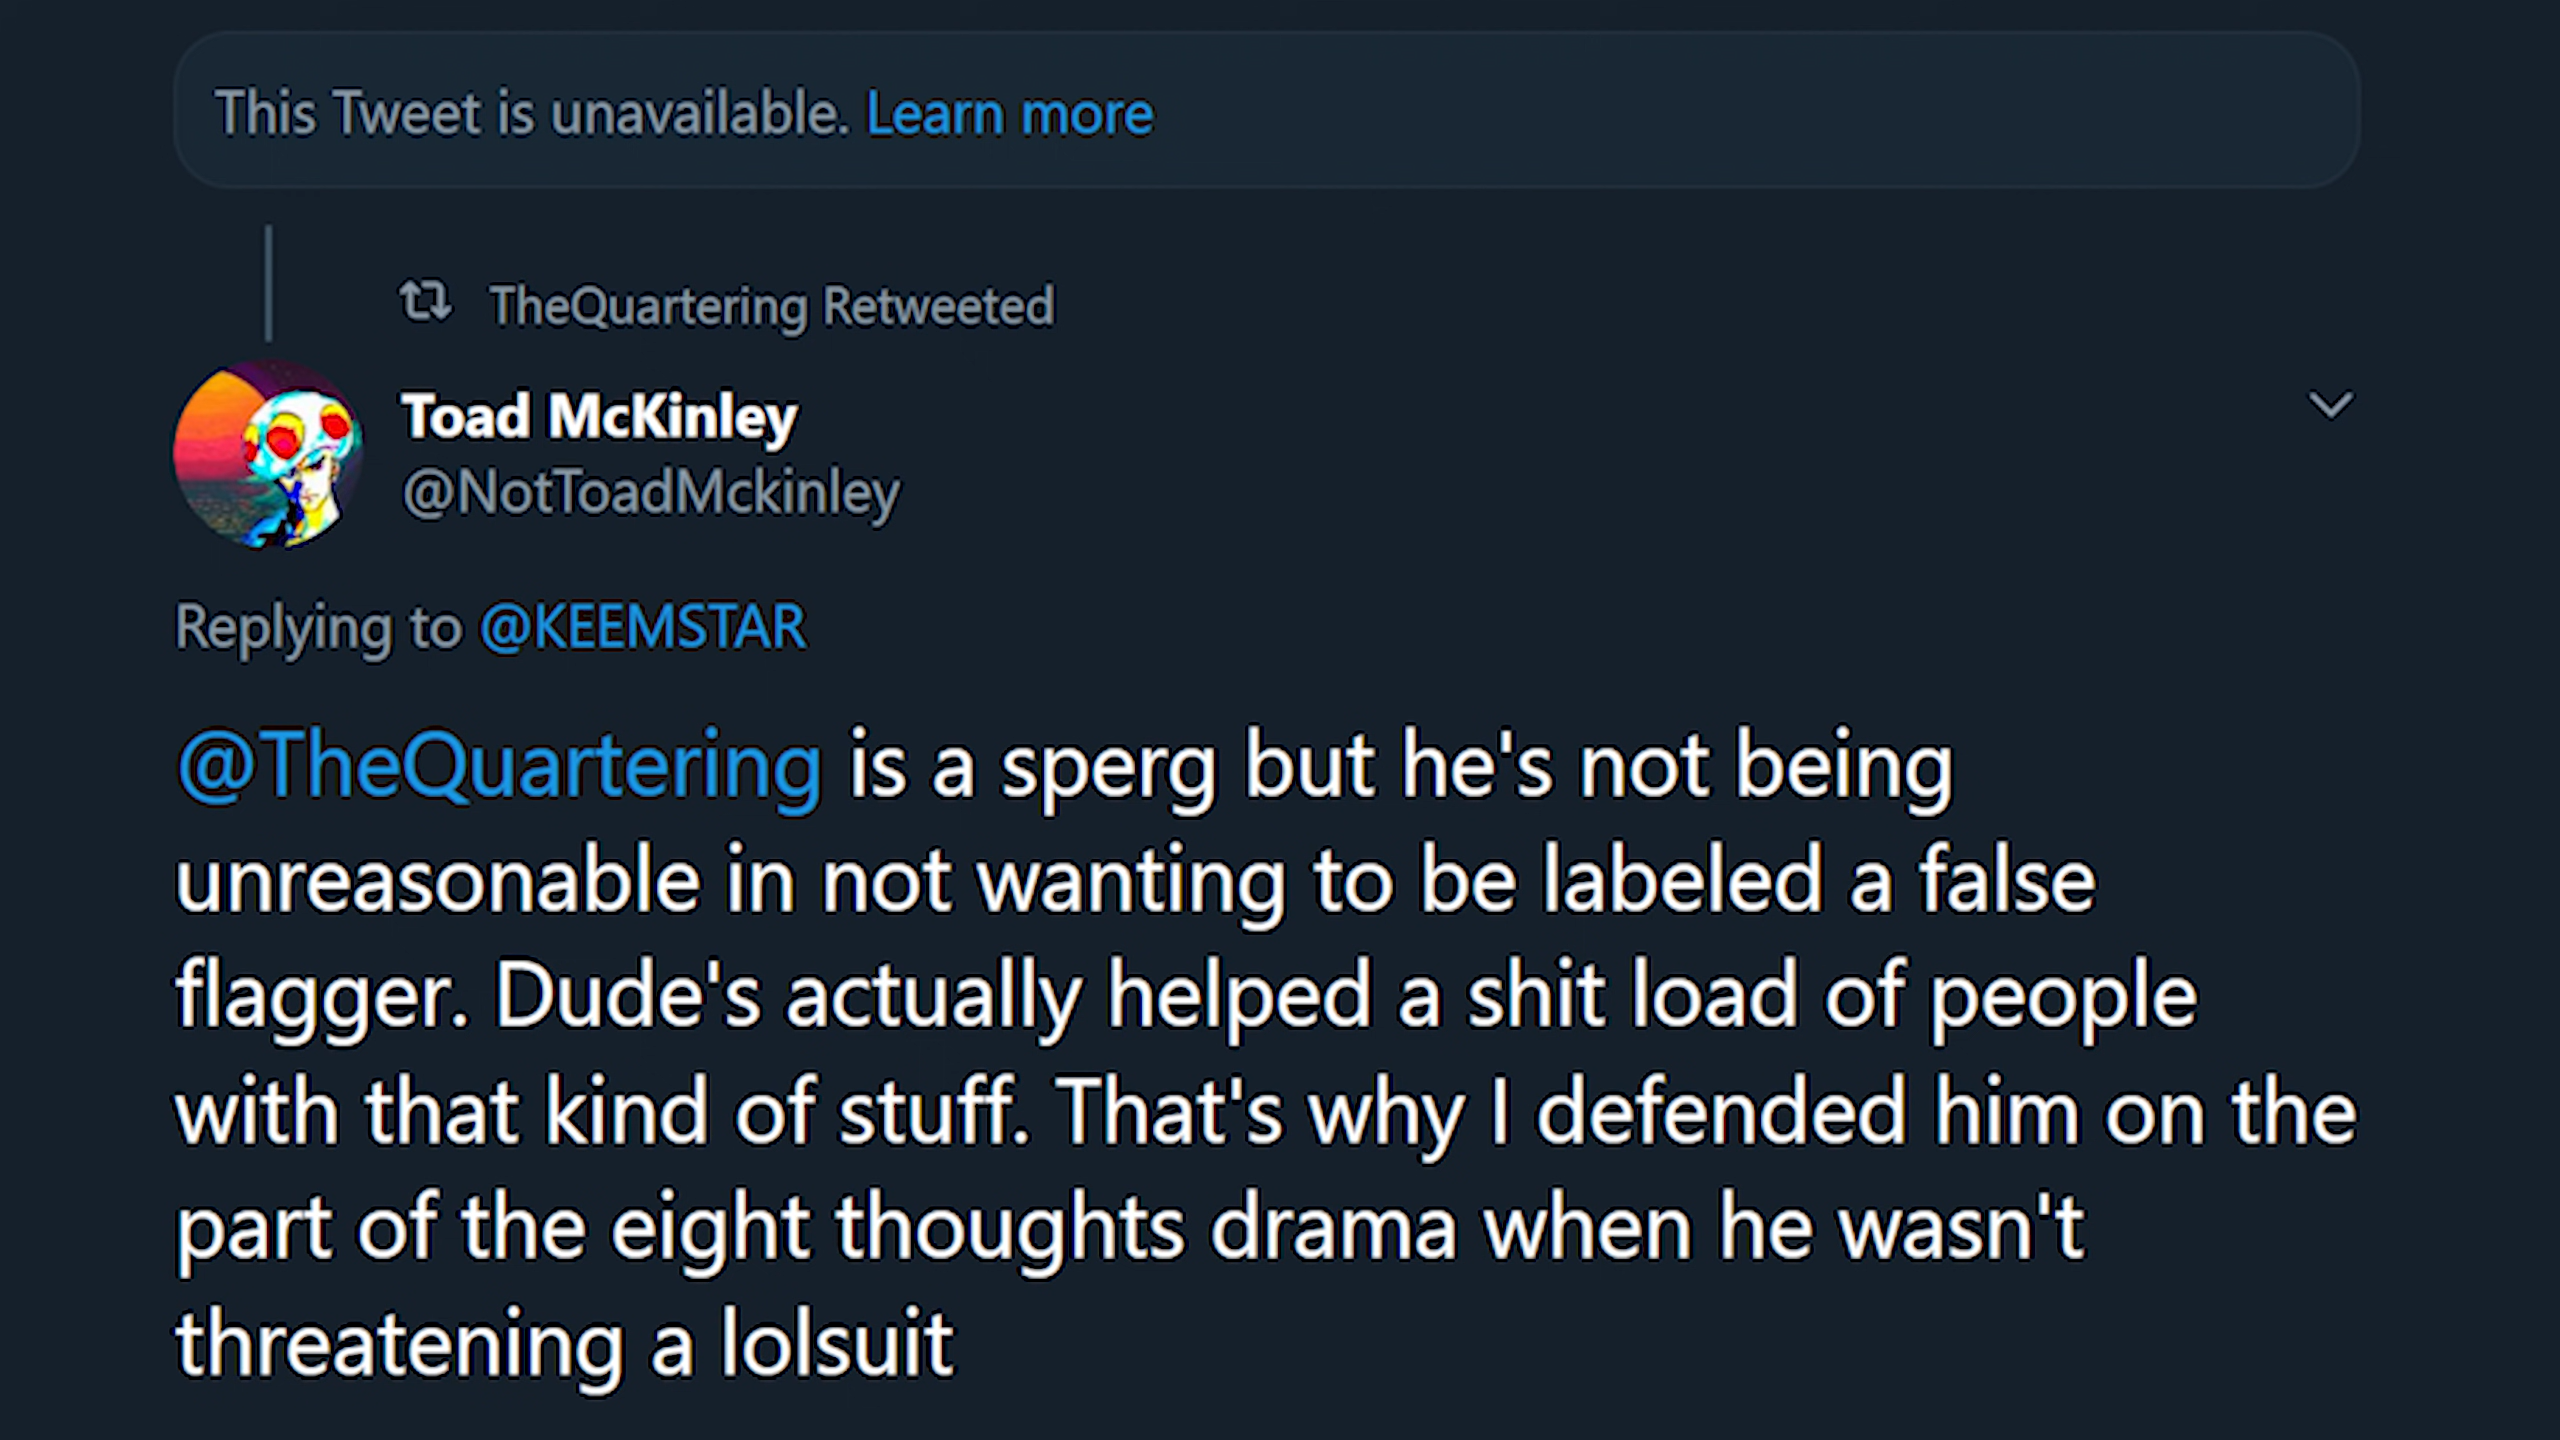 This Tweet is unavailable. Learn more
TheQuartering Retweeted
Toad McKinley
@NotToadMckinley
Replying to @KEEMSTAR
@TheQuartering is a sperg but he's not being
unreasonable in not wanting to be labeled a false
flagger. Dude's actually helped a shit load of people
with that kind of stuff. That's why I defended him on the
part of the eight thoughts drama when he wasn't
threatening a lolsuit